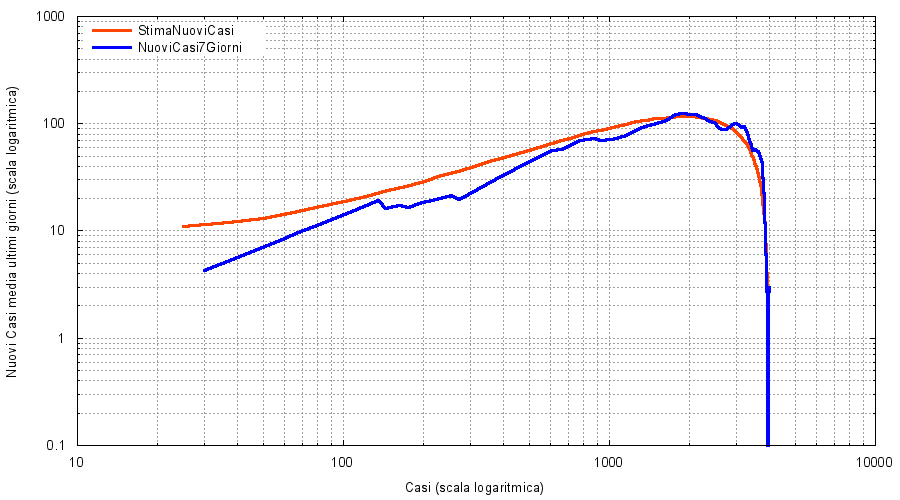 1000
100
10
1
0.1
StimaNuoviCasi
NuoviCasi7Giorni
Nuovi Casi media ultimi giorni (scala logaritmica)
10 100 1000 10000
Casi (scala logaritmica)